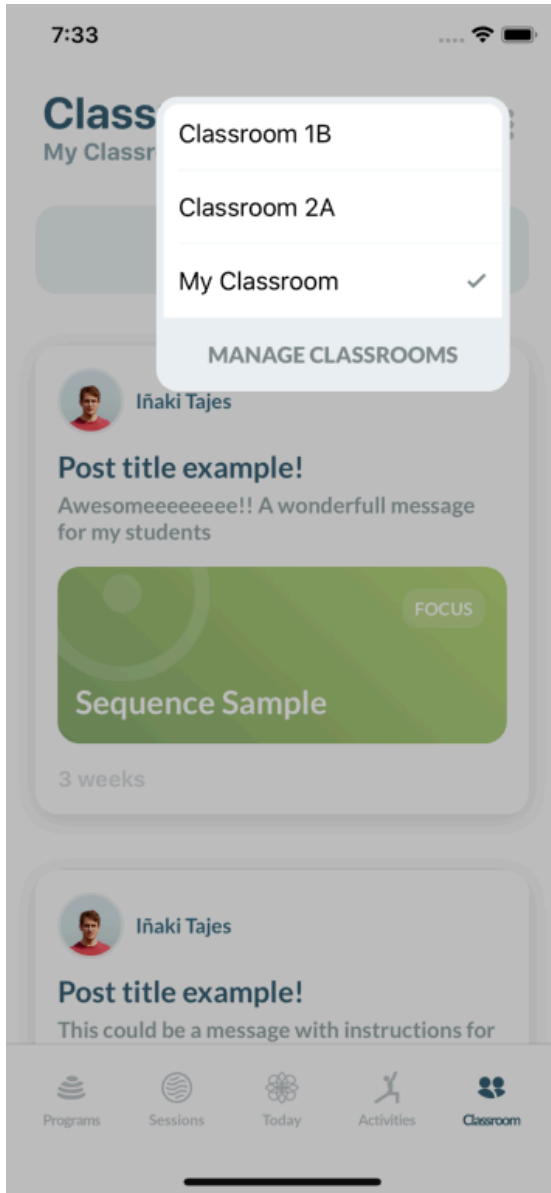 7:33
Class
My Classr
Classroom 1B
Classroom 2A
My Classroom
MANAGE CLASSROOMS
Iñaki Tajes
Post title example!
Awesomeeeeeeee!! A wonderfull message
for my students
FOCUS
Sequence Sample
3 weeks
Iñaki Tajes
Post title example!
This could be a message with instructions for
Programs
Sessions
Today
Activities
Classroom